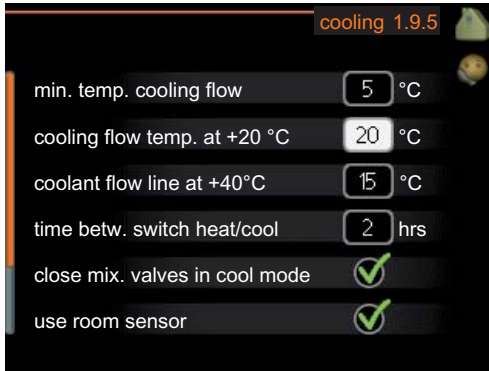 cooling 1.9.5
min. temp. cooling flow 5 °C
cooling flow temp. at +20 °C 20 °C
coolant flow line at +40°C 15 °C
time betw. switch heat/cool 2 hrs
close mix. valves in cool mode
use room sensor